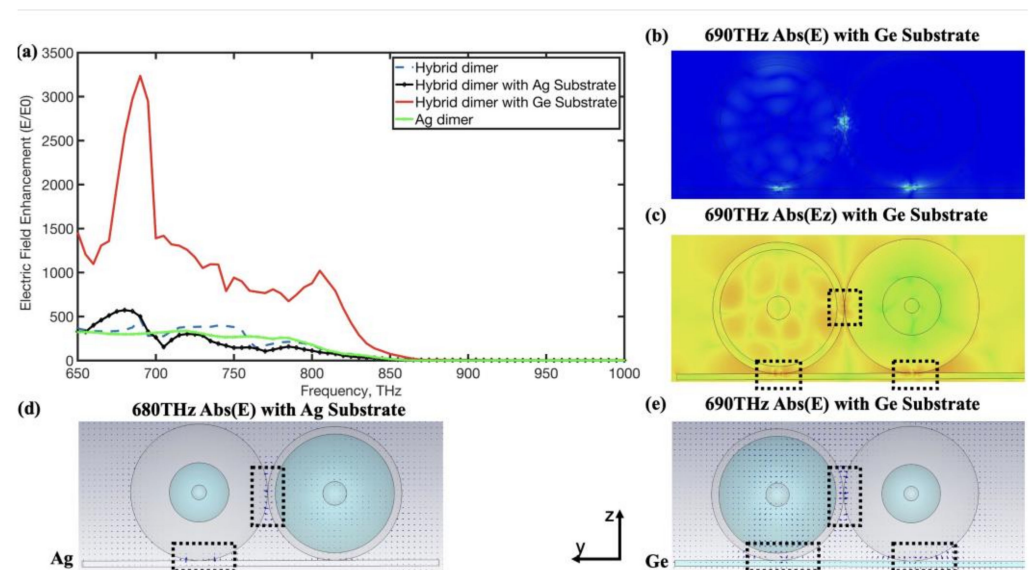 (a)
3500
3000
2500
2000
1500
1000
500
0
Electric Field Enhancement (E/E0)
650 700 750 800 850 900 950 1000
Frequency, THz
Hybrid dimer
Hybrid dimer with Ag Substrate
Hybrid dimer with Ge Substrate
Ag dimer
(b) 690THz Abs(E) with Ge Substrate
(c) 690THz Abs(Ez) with Ge Substrate
(d) 680THz Abs(E) with Ag Substrate
Ag
z
y
(e) 690THz Abs(E) with Ge Substrate
Ge